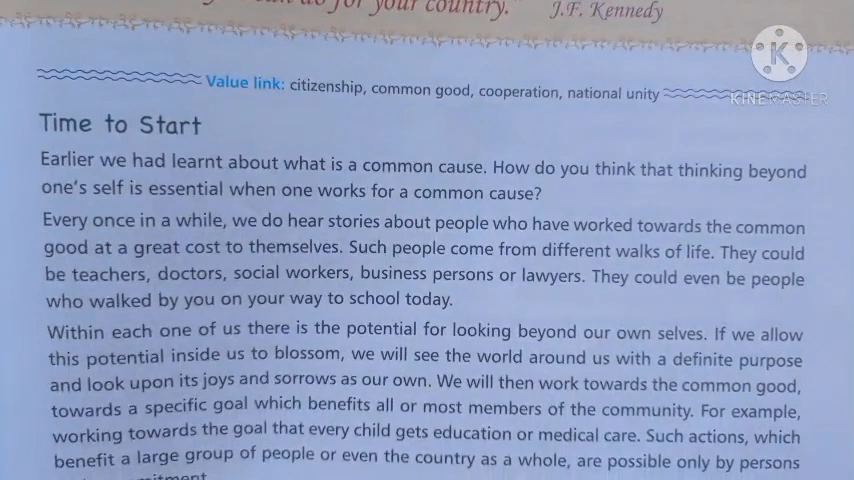 for your country." J.F. Kennedy
K
KINEMASTER
Value link: citizenship, common good, cooperation, national unity
Time to Start
Earlier we had learnt about what is a common cause. How do you think that thinking beyond
one's self is essential when one works for a common cause?
Every once in a while, we do hear stories about people who have worked towards the common
good at a great cost to themselves. Such people come from different walks of life. They could
be teachers, doctors, social workers, business persons or lawyers. They could even be people
who walked by you on your way to school today.
Within each one of us there is the potential for looking beyond our own selves. If we allow
this potential inside us to blossom, we will see the world around us with a definite purpose
and look upon its joys and sorrows as our own. We will then work towards the common good,
towards a specific goal which benefits all or most members of the community. For example,
working towards the goal that every child gets education or medical care. Such actions, which
benefit a large group of people or even the country as a whole, are possible only by persons